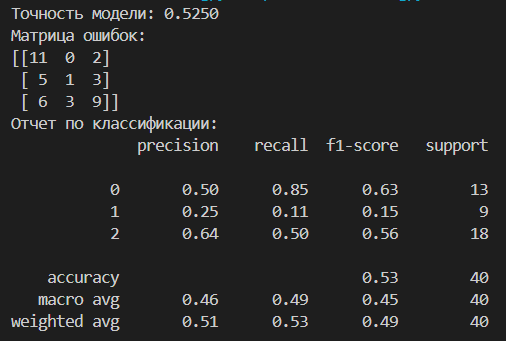 Точность модели: 0.5250
Матрица ошибок:
[[11  0  2]
 [ 5  1  3]
 [ 6  3  9]]
Отчет по классификации:
              precision    recall  f1-score   support

           0       0.50      0.85      0.63        13
           1       0.25      0.11      0.15         9
           2       0.64      0.50      0.56        18

    accuracy                           0.53        40
   macro avg       0.46      0.49      0.45        40
weighted avg       0.51      0.53      0.49        40